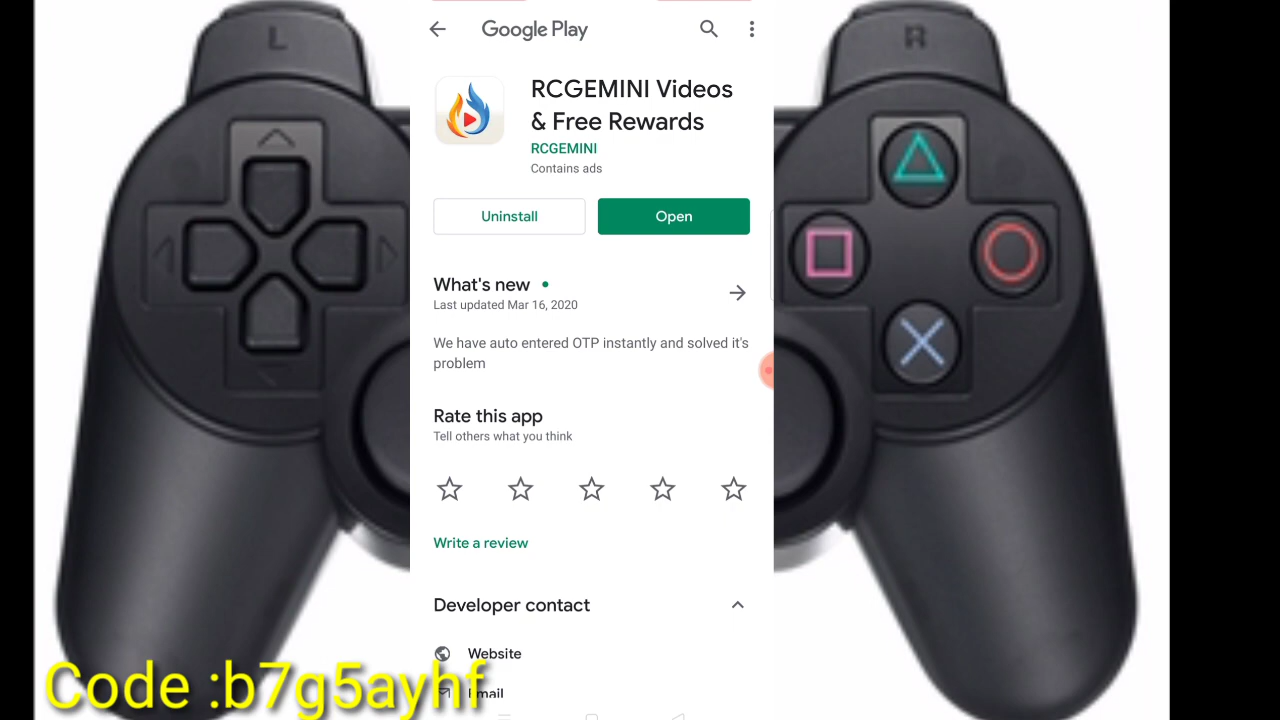 L
R
Google Play
RCGEMINI Videos
& Free Rewards
RCGEMINI
Contains ads
Uninstall
Open
What's new
Last updated Mar 16, 2020
We have auto entered OTP instantly and solved it's
problem
Rate this app
Tell others what you think
Write a review
Developer contact
Website
Email
Code :b7g5ayhf